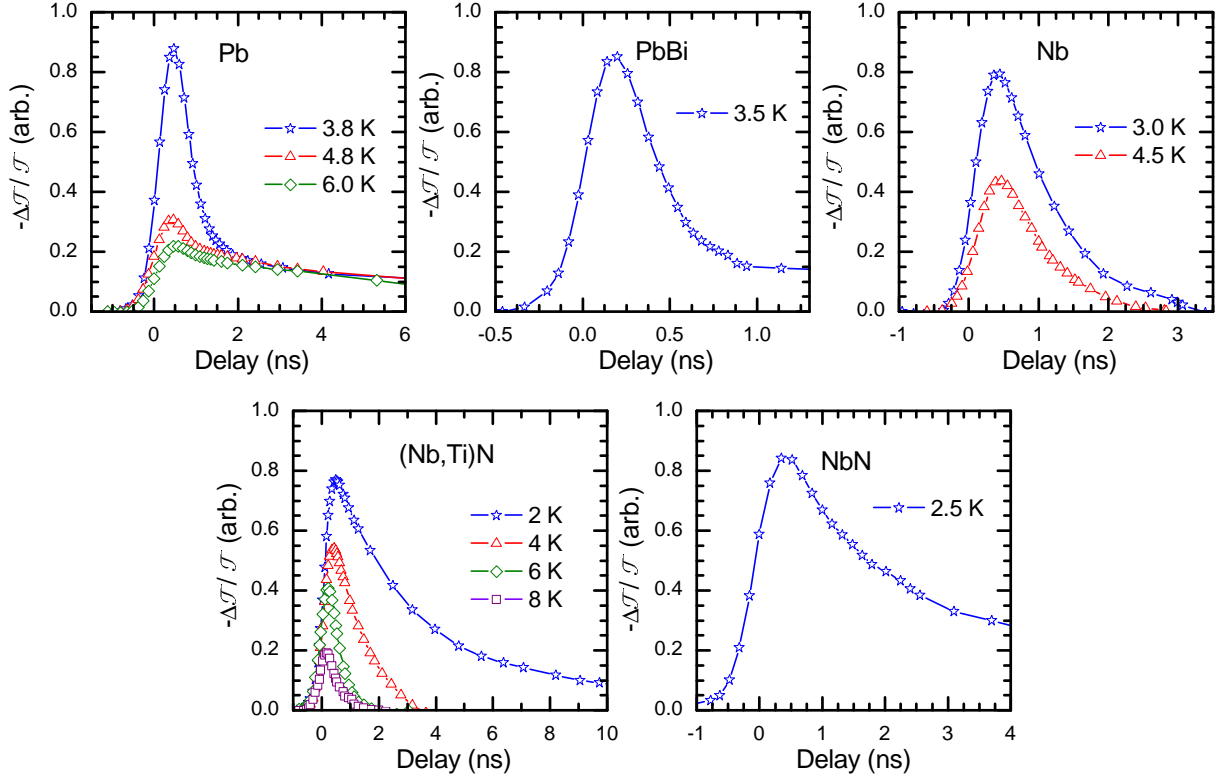 Pb
-Δ𝒯/𝒯 (arb.)
1.0
0.8
0.6
0.4
0.2
0.0
3.8 K
4.8 K
6.0 K
0 2 4 6
Delay (ns)
PbBi
-Δ𝒯/𝒯 (arb.)
1.0
0.8
0.6
0.4
0.2
0.0
3.5 K
-0.5 0.0 0.5 1.0
Delay (ns)
Nb
-Δ𝒯/𝒯 (arb.)
1.0
0.8
0.6
0.4
0.2
0.0
3.0 K
4.5 K
-1 0 1 2 3
Delay (ns)
(Nb,Ti)N
-Δ𝒯/𝒯 (arb.)
1.0
0.8
0.6
0.4
0.2
0.0
2 K
4 K
6 K
8 K
0 2 4 6 8 10
Delay (ns)
NbN
-Δ𝒯/𝒯 (arb.)
1.0
0.8
0.6
0.4
0.2
0.0
2.5 K
-1 0 1 2 3 4
Delay (ns)